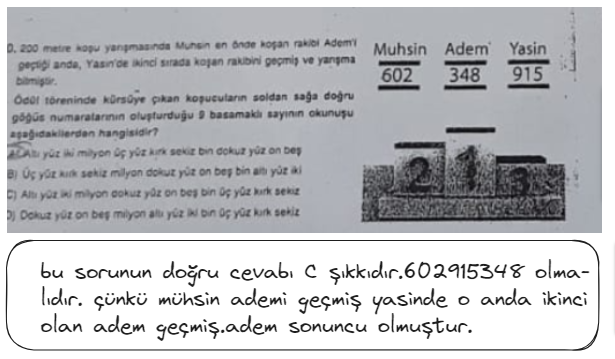 0. 200 metre koşu yarışmasında Muhsin en önde koşan rakibi Adem'i
geçtiği anda, Yasin'de ikinci sırada koşan rakibini geçmiş ve yarışma
bitmiştir.
Ödül töreninde kürsüye çıkan koşucuların soldan sağa doğru
göğüs numaralarının oluşturduğu 9 basamaklı sayının okunuşu
aşağıdakilerden hangisidir?
A) Altı yüz iki milyon üç yüz kırk sekiz bin dokuz yüz on beş
B) Üç yüz kırk sekiz milyon dokuz yüz on beş bin altı yüz iki
C) Altı yüz iki milyon dokuz yüz on beş bin üç yüz kırk sekiz
D) Dokuz yüz on beş milyon altı yüz iki bin üç yüz kırk sekiz
Muhsin Adem Yasin
602 348 915
2 1 3
bu sorunun doğru cevabı C şıkkıdır.602915348 olma-
lıdır. çünkü mühsin ademi geçmiş yasinde o anda ikinci
olan adem geçmiş.adem sonuncu olmuştur.